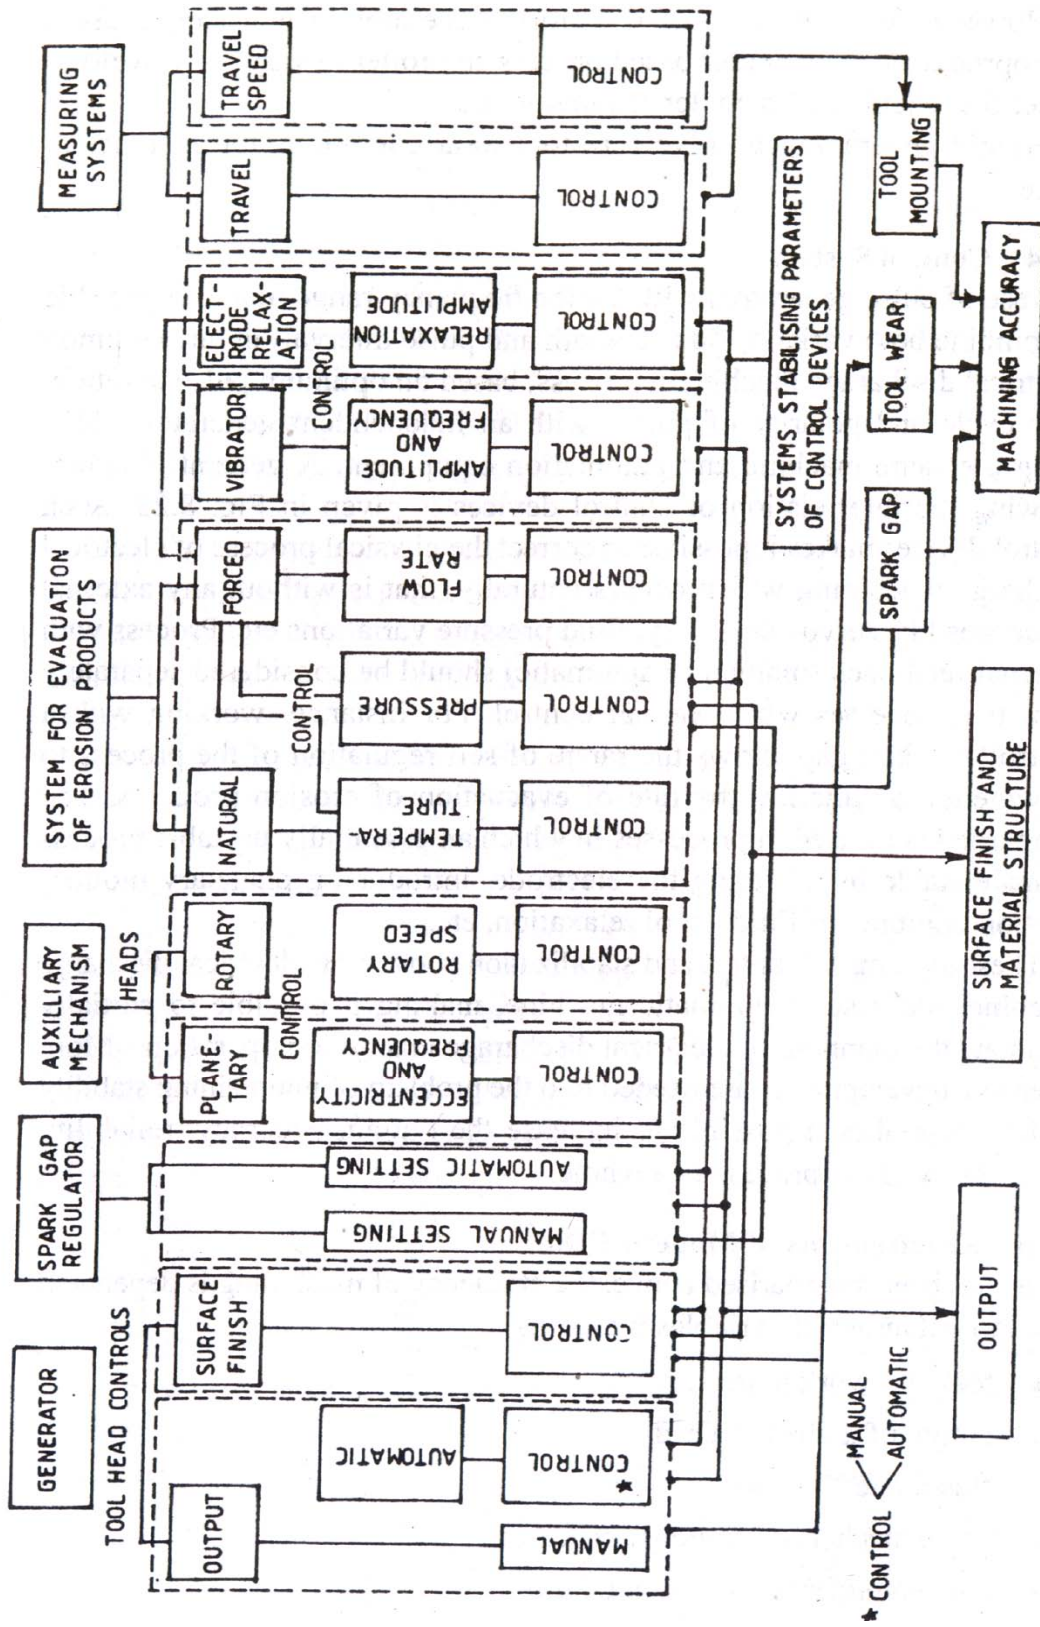 GENERATOR
SPARK GAP
REGULATOR
AUXILLIARY
MECHANISM
SYSTEM FOR EVAUATION
OF EROSION PRODUCTS
MEASURING
SYSTEMS
TOOL HEAD CONTROLS
HEADS
OUTPUT
SURFACE
FINISH
PLANE-
TARY
ROTARY
NATURAL
FORCED
VIBRATORY
ELECT-
RODE
RELAX-
ATION
TRAVEL
TRAVEL
SPEED
CONTROL
CONTROL
CONTROL
AUTOMATIC
MANUAL SETTING
AUTOMATIC SETTING
ECCENTRICITY
AND
FREQUENCY
ROTARY
SPEED
TEMPERA-
TURE
PRESSURE
FLOW
RATE
AMPLITUDE
AND
FREQUENCY
RELAXATION
AMPLITUDE
MANUAL
* CONTROL
CONTROL
CONTROL
CONTROL
CONTROL
CONTROL
CONTROL
CONTROL
CONTROL
CONTROL
CONTROL
SYSTEMS, STABILISING PARAMETERS
OF CONTROL DEVICES
SPARK GAP
TOOL WEAR
TOOL
MOUNTING
* CONTROL
MANUAL
AUTOMATIC
OUTPUT
SURFACE FINISH AND
MATERIAL STRUCTURE
MACHINING ACCURACY